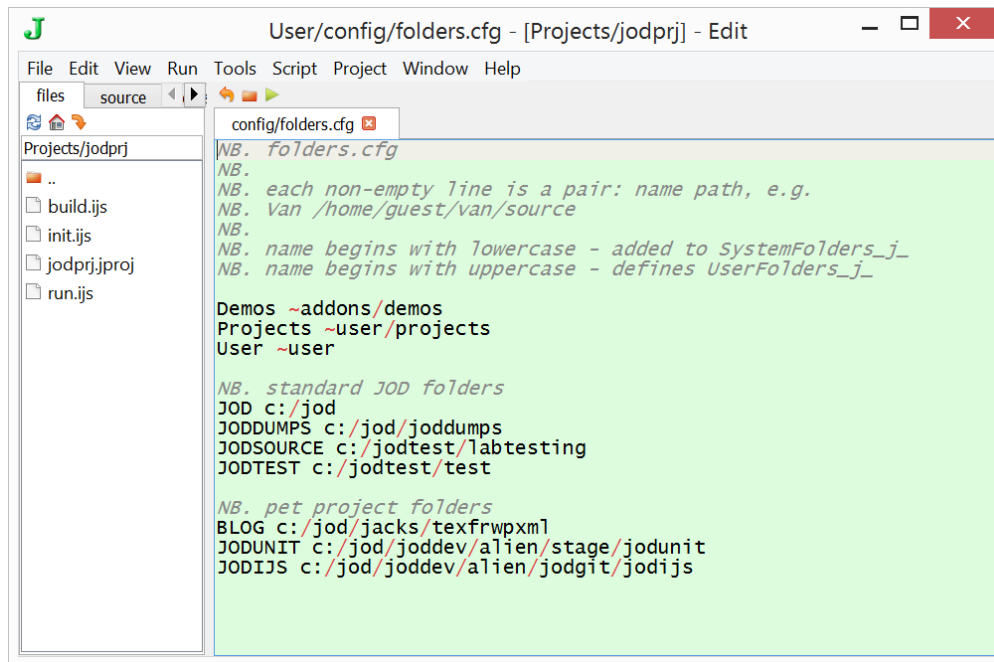 User/config/folders.cfg - [Projects/jodprj] - Edit
File Edit View Run Tools Script Project Window Help
files source
config/folders.cfg
Projects/jodprj
..
build.ijs
init.ijs
jodprj.jproj
run.ijs
NB. folders.cfg
NB.
NB. each non-empty line is a pair: name path, e.g.
NB. Van /home/guest/van/source
NB.
NB. name begins with lowercase - added to SystemFolders_j_
NB. name begins with uppercase - defines UserFolders_j_
Demos ~addons/demos
Projects ~user/projects
User ~user
NB. standard JOD folders
JOD c:/jod
JODDUMPS c:/jod/joddumps
JODSOURCE c:/jodtest/labtesting
JODTEST c:/jodtest/test
NB. pet project folders
BLOG c:/jod/jacks/texfrwpxml
JODUNIT c:/jod/joddev/alien/stage/jodunit
JODIJS c:/jod/joddev/alien/jodgit/jodijs